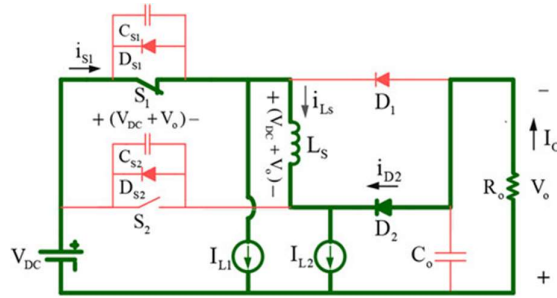 C_S1
i_S1
D_S1
S_1
+ (V_DC + V_o) −
C_S2
D_S2
S_2
V_DC
+
I_L1
I_L2
+ (V_DC + V_o) −
i_Ls
L_S
D_1
i_D2
D_2
C_o
R_o
−
V_o
+